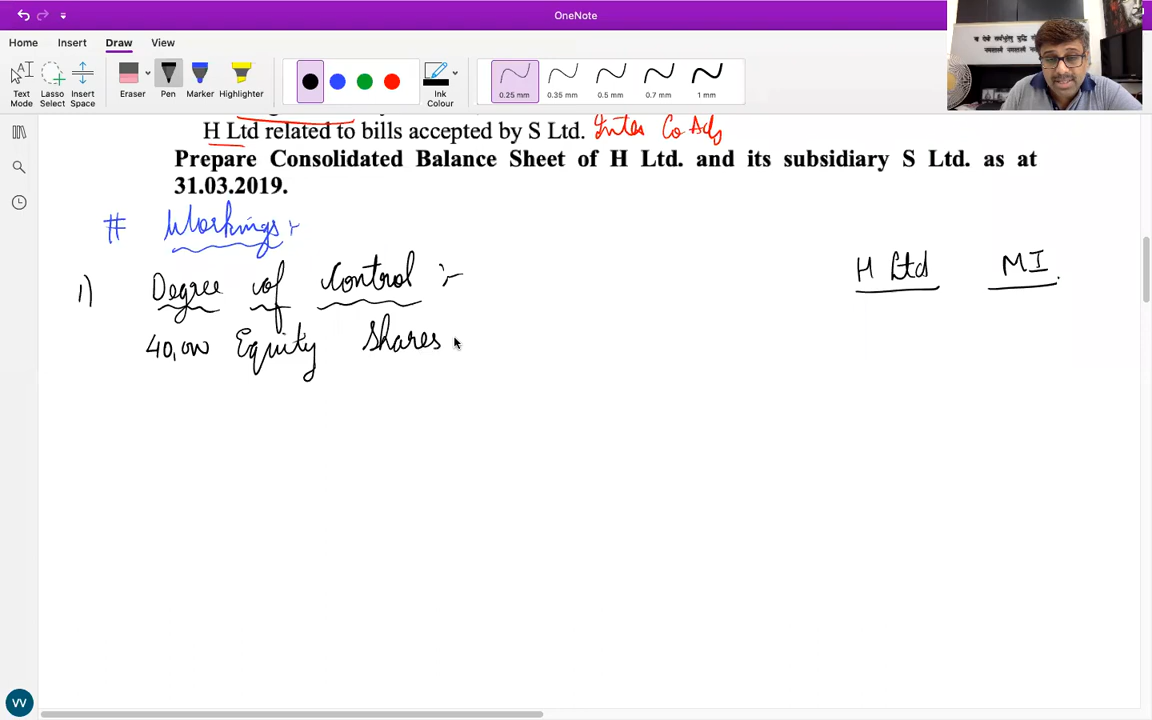 OneNote
Home Insert Draw View
Text Mode
Lasso Select
Insert Space
Eraser
Pen
Marker
Highlighter
Ink Colour
0.25 mm 0.35 mm 0.5 mm 0.7 mm 1 mm
H Ltd related to bills accepted by S Ltd. Inter Co Adj
Prepare Consolidated Balance Sheet of H Ltd. and its subsidiary S Ltd. as at
31.03.2019.
# Workings :-
H Ltd MI
1) Degree of Control :-
40,000 Equity Shares
VV